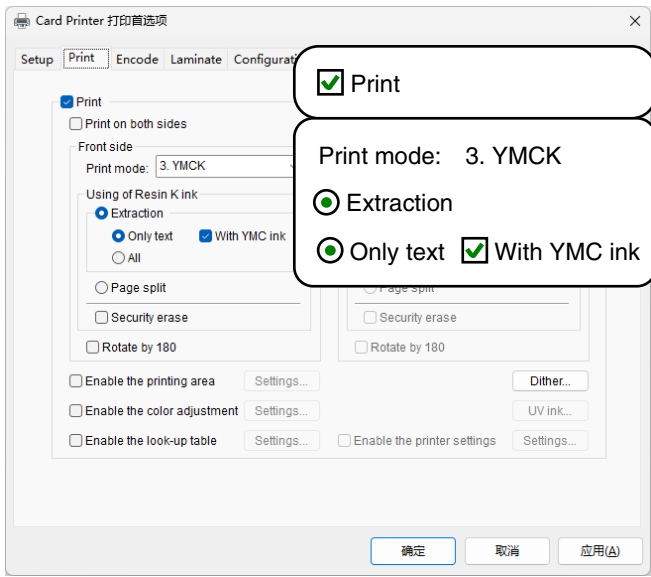 Card Printer 打印首选项
Setup Print Encode Laminate Configurat
Print
Print
Print on both sides
Front side
Print mode: 3. YMCK
Print mode: 3. YMCK
Using of Resin K ink
Extraction
Extraction
Only text With YMC ink
Only text With YMC ink
All
Page split
Page split
Security erase
Security erase
Rotate by 180
Rotate by 180
Enable the printing area Settings... Dither...
Enable the color adjustment Settings... UV ink...
Enable the look-up table Settings... Enable the printer settings Settings...
确定 取消 应用(A)